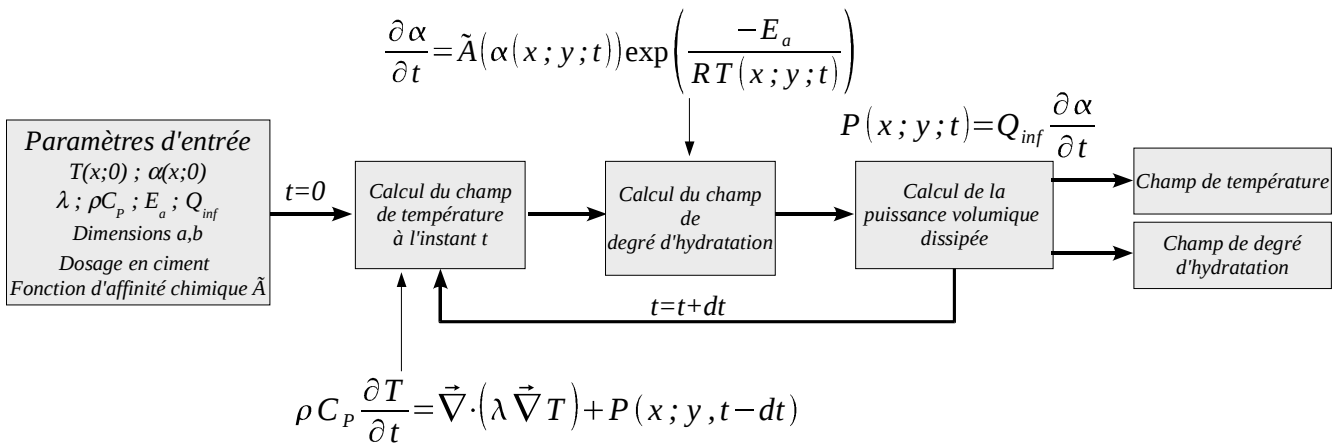 ∂α/∂t = Ã(α(x ; y ; t)) exp(−E_a / R T(x ; y ; t))
P(x ; y ; t) = Q_inf ∂α/∂t
Paramètres d'entrée
T(x;0) ; α(x;0)
λ ; ρC_P ; E_a ; Q_inf
Dimensions a,b
Dosage en ciment
Fonction d'affinité chimique Ã
t=0
Calcul du champ
de température
à l'instant t
Calcul du champ
de
degré d'hydratation
Calcul de la
puissance volumique
dissipée
Champ de température
Champ de degré
d'hydratation
t=t+dt
ρ C_P ∂T/∂t = ∇⃗·(λ ∇⃗ T) + P(x ; y , t−dt)